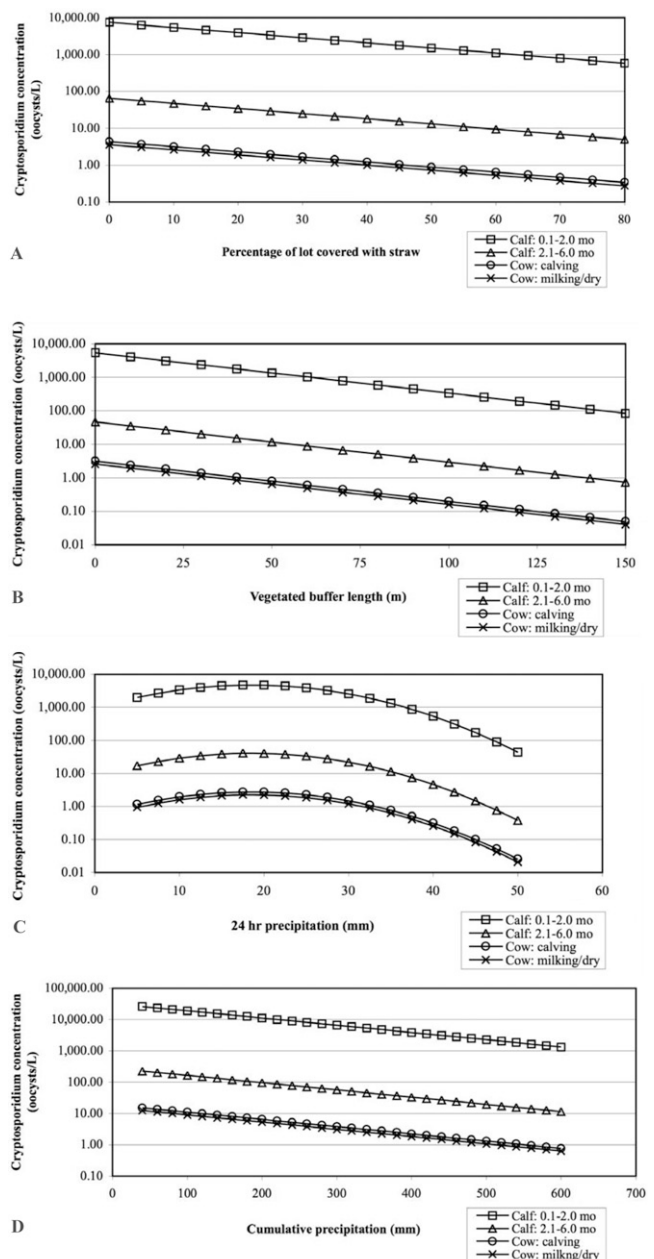 Cryptosporidium concentration
(oocysts/L)
10,000.00
1,000.00
100.00
10.00
1.00
0.10
0 10 20 30 40 50 60 70 80
Percentage of lot covered with straw
A
Calf: 0.1-2.0 mo
Calf: 2.1-6.0 mo
Cow: calving
Cow: milking/dry
Cryptosporidium concentration (oocysts/L)
10,000.00
1,000.00
100.00
10.00
1.00
0.10
0.01
0 25 50 75 100 125 150
Vegetated buffer length (m)
B
Calf: 0.1-2.0 mo
Calf: 2.1-6.0 mo
Cow: calving
Cow: milking/dry
Cryptosporidium concentration (oocysts/L)
10,000.00
1,000.00
100.00
10.00
1.00
0.10
0.01
0 10 20 30 40 50 60
24 hr precipitation (mm)
C
Calf: 0.1-2.0 mo
Calf: 2.1-6.0 mo
Cow: calving
Cow: milking/dry
Cryptosporidium concentration
(oocysts/L)
100,000.00
10,000.00
1,000.00
100.00
10.00
1.00
0.10
0 100 200 300 400 500 600 700
Cumulative precipitation (mm)
D
Calf: 0.1-2.0 mo
Calf: 2.1-6.0 mo
Cow: calving
Cow: milking/dry